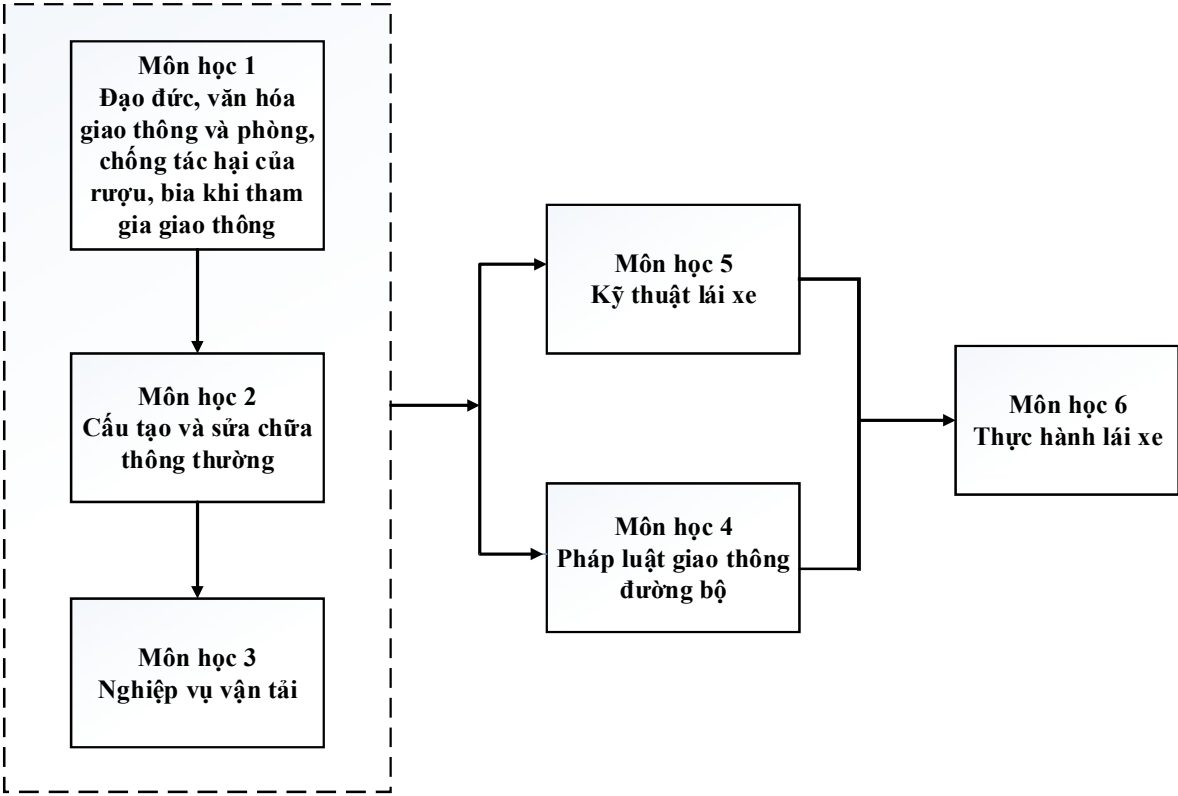 Môn học 1
Đạo đức, văn hóa
giao thông và phòng,
chống tác hại của
rượu, bia khi tham
gia giao thông
Môn học 2
Cấu tạo và sửa chữa
thông thường
Môn học 3
Nghiệp vụ vận tải
Môn học 5
Kỹ thuật lái xe
Môn học 4
Pháp luật giao thông
đường bộ
Môn học 6
Thực hành lái xe